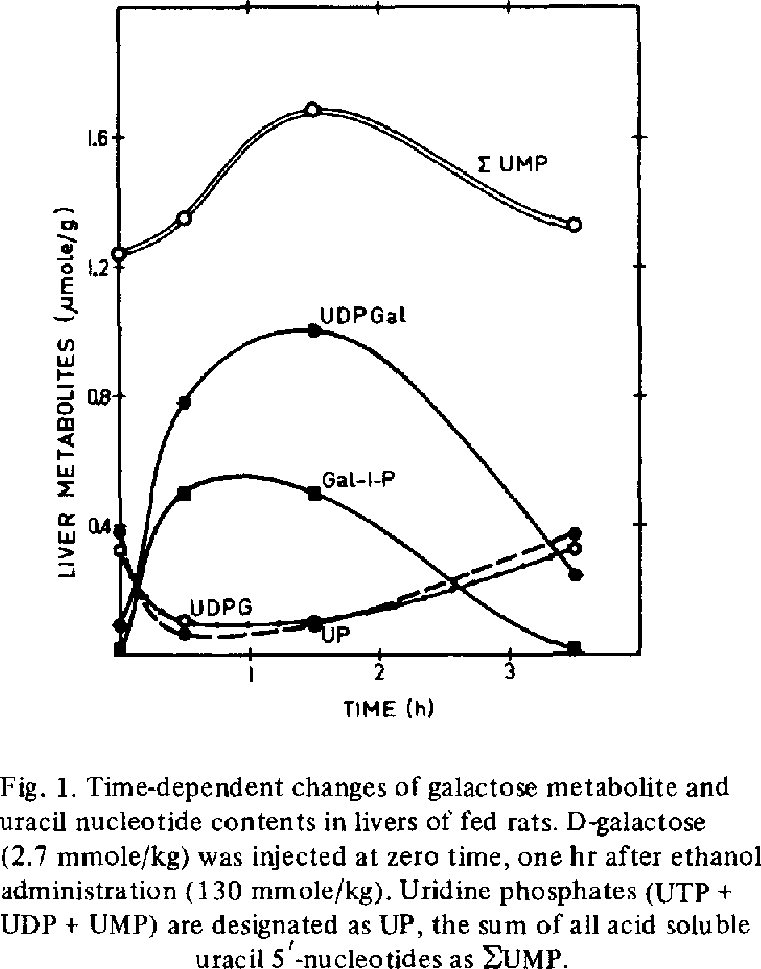 1.6
Σ UMP
1.2
UDPGal
0.8
Gal-1-P
0.4
UDPG
UP
LIVER METABOLITES (μmole/g)
1 2 3
TIME (h)
Fig. 1. Time-dependent changes of galactose metabolite and
uracil nucleotide contents in livers of fed rats. D-galactose
(2.7 mmole/kg) was injected at zero time, one hr after ethanol
administration (130 mmole/kg). Uridine phosphates (UTP +
UDP + UMP) are designated as UP, the sum of all acid soluble
uracil 5′-nucleotides as ΣUMP.